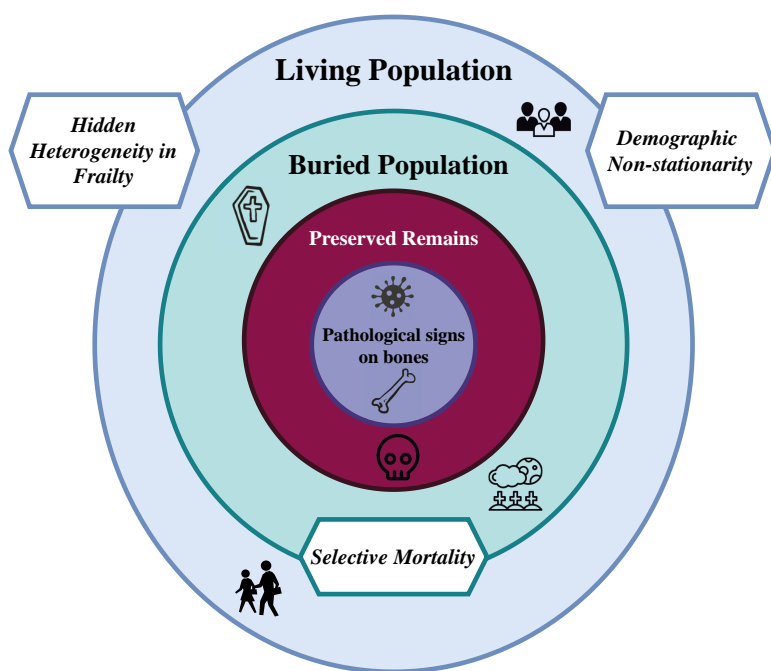 Living Population
Hidden
Heterogeneity in
Frailty
Demographic
Non-stationarity
Buried Population
Preserved Remains
Pathological signs
on bones
Selective Mortality